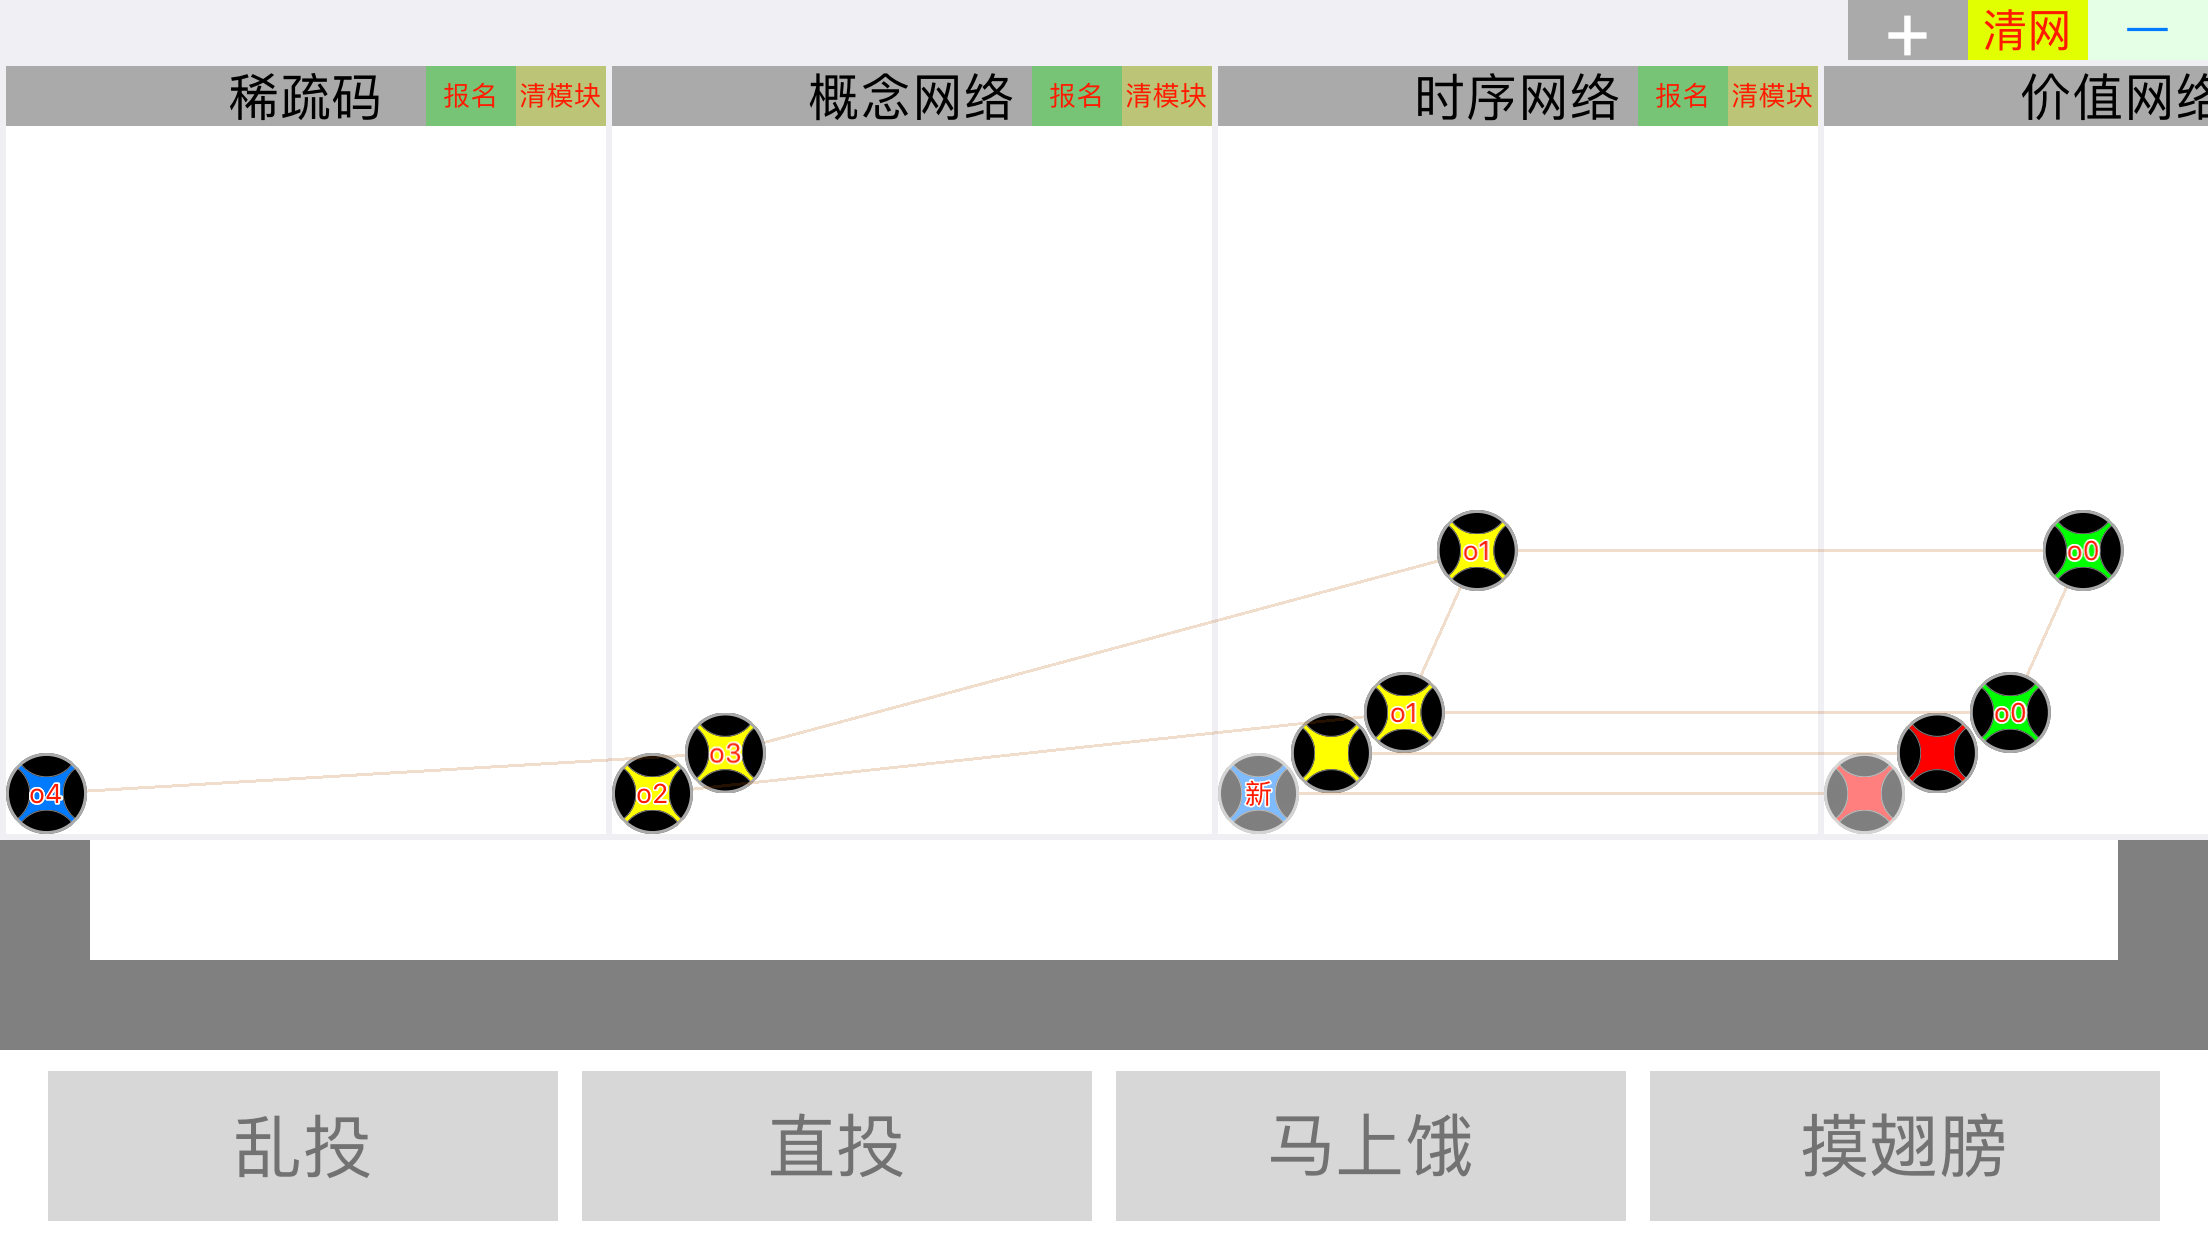 + 清网 —
稀疏码 报名 清模块 概念网络 报名 清模块 时序网络 报名 清模块 价值网络
o1 o0
o1 o0
o3
o4 o2 新
乱投 直投 马上饿 摸翅膀